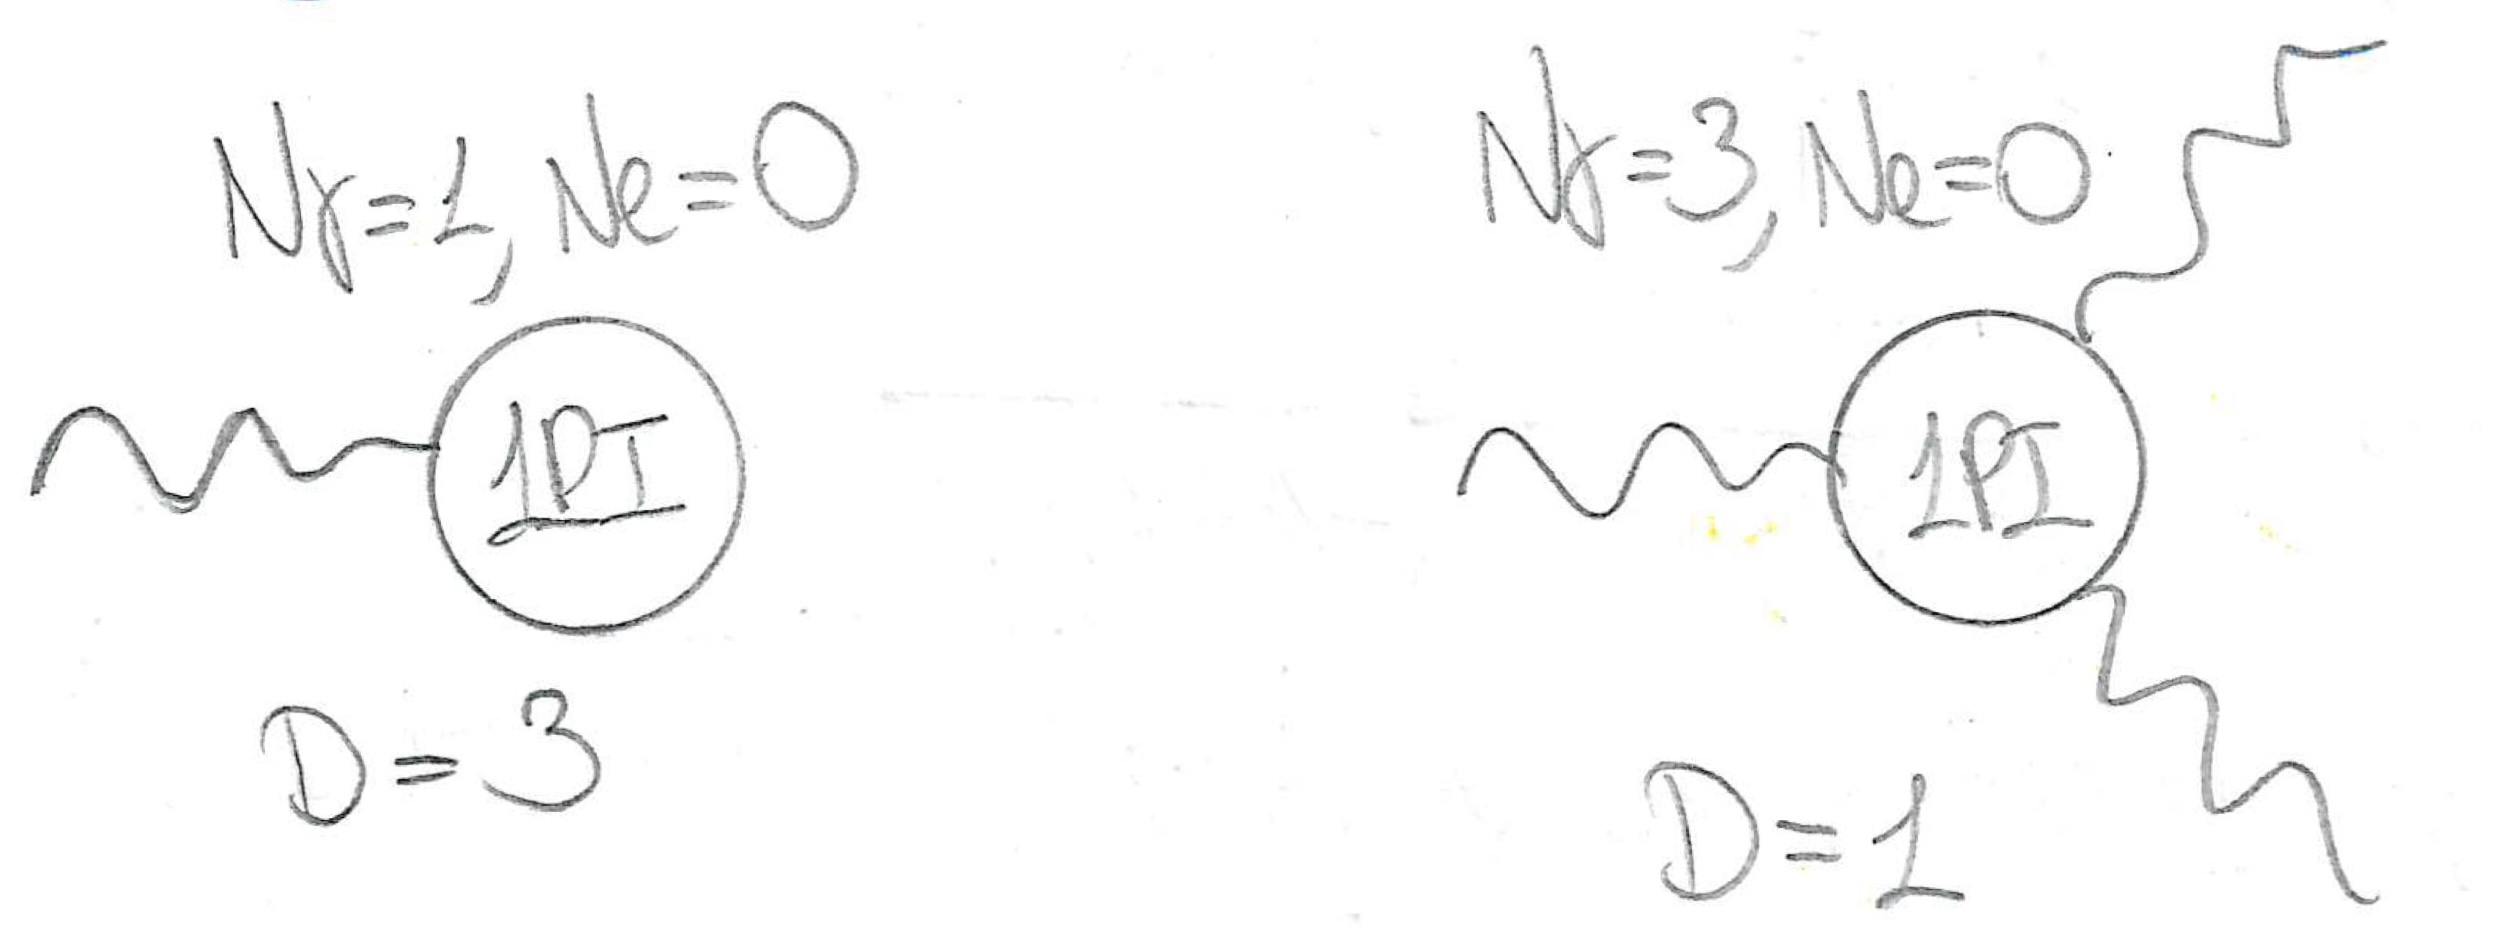 Nγ=1, Ne=0
1PI
D=3
Nγ=3, Ne=0
1PI
D=1